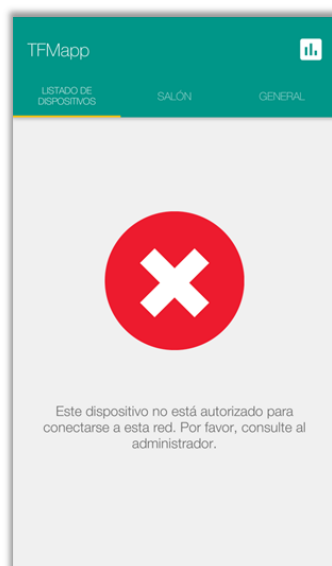 TFMapp
LISTADO DE
DISPOSITIVOS
SALÓN
GENERAL
Este dispositivo no está autorizado para
conectarse a esta red. Por favor, consulte al
administrador.